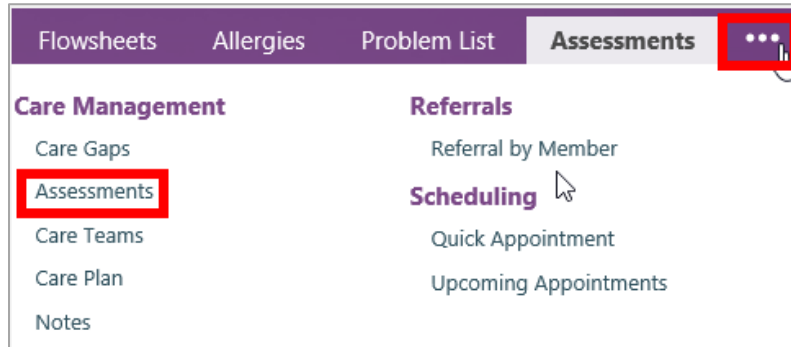 Flowsheets Allergies Problem List Assessments •••
Care Management
Care Gaps
Assessments
Care Teams
Care Plan
Notes
Referrals
Referral by Member
Scheduling
Quick Appointment
Upcoming Appointments